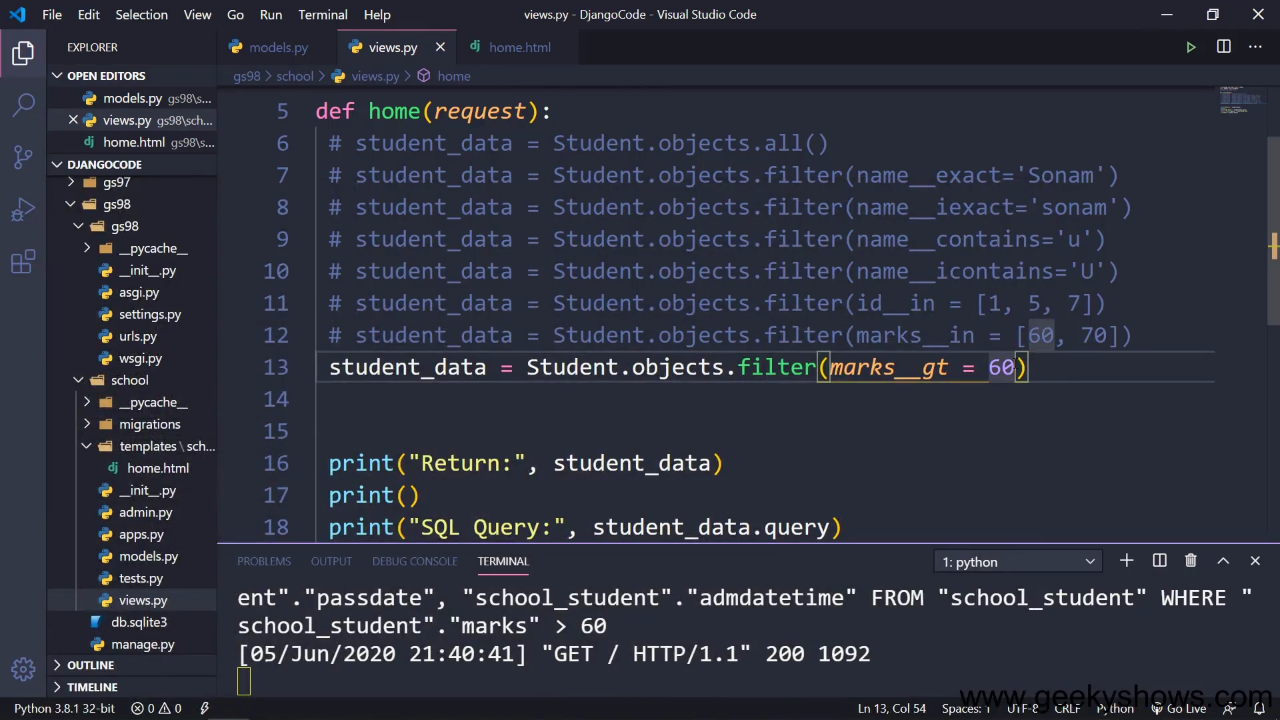 File Edit Selection View Go Run Terminal Help
views.py - DjangoCode - Visual Studio Code
EXPLORER
OPEN EDITORS
models.py gs98\s...
views.py gs98\sch...
home.html gs98\s...
DJANGOCODE
gs97
gs98
gs98
__pycache__
__init__.py
asgi.py
settings.py
urls.py
wsgi.py
school
__pycache__
migrations
templates \ sch...
home.html
__init__.py
admin.py
apps.py
models.py
tests.py
views.py
db.sqlite3
manage.py
OUTLINE
TIMELINE
models.py views.py home.html
gs98 school views.py home
5 def home(request):
6 # student_data = Student.objects.all()
7 # student_data = Student.objects.filter(name__exact='Sonam')
8 # student_data = Student.objects.filter(name__iexact='sonam')
9 # student_data = Student.objects.filter(name__contains='u')
10 # student_data = Student.objects.filter(name__icontains='U')
11 # student_data = Student.objects.filter(id__in = [1, 5, 7])
12 # student_data = Student.objects.filter(marks__in = [60, 70])
13 student_data = Student.objects.filter(marks__gt = 60)
14
15
16 print("Return:", student_data)
17 print()
18 print("SQL Query:", student_data.query)
PROBLEMS OUTPUT DEBUG CONSOLE TERMINAL 1: python
ent"."passdate", "school_student"."admdatetime" FROM "school_student" WHERE "
school_student"."marks" > 60
[05/Jun/2020 21:40:41] "GET / HTTP/1.1" 200 1092
www.geekyshows.com
Python 3.8.1 32-bit 0 0 Ln 13, Col 54 Spaces: 1 UTF-8 CRLF Python Go Live